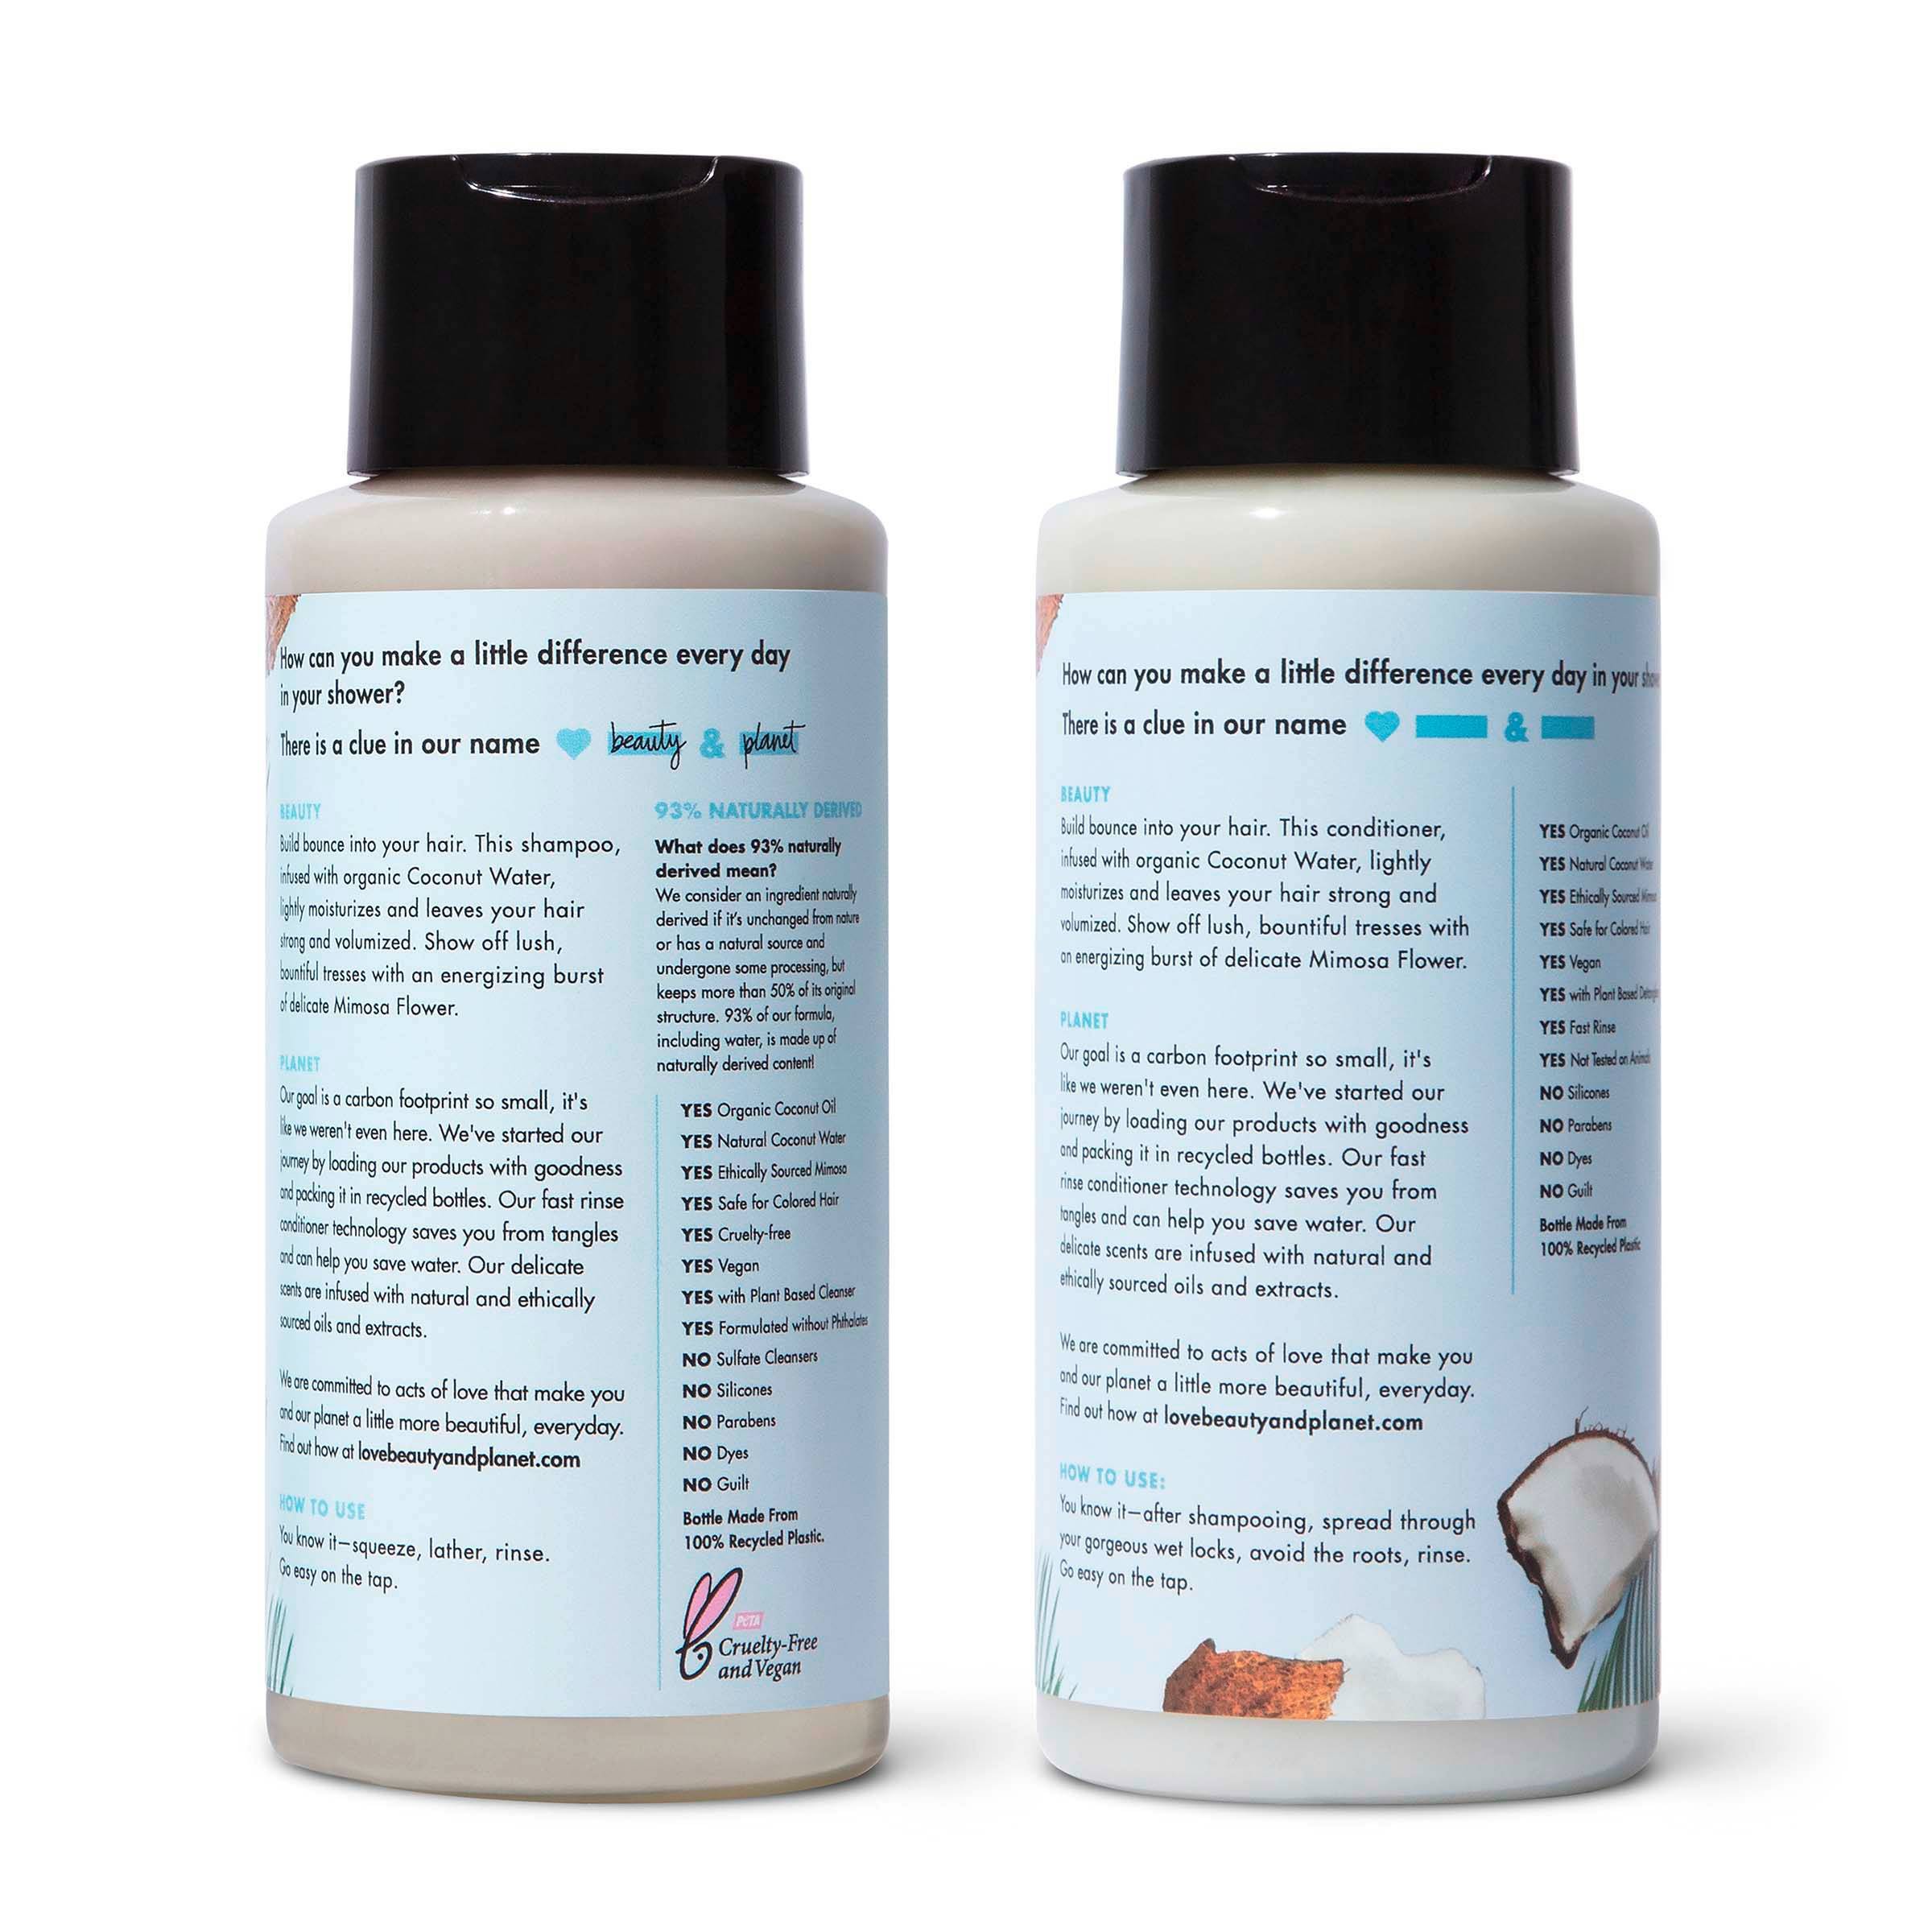 How can you make a little difference every day
in your shower?
There is a clue in our name
beauty & planet
BEAUTY
Build bounce into your hair. This shampoo,
infused with organic Coconut Water,
lightly moisturizes and leaves your hair
strong and volumized. Show off lush,
bountiful tresses with an energizing burst
of delicate Mimosa Flower.
PLANET
Our goal is a carbon footprint so small, it's
like we weren't even here. We've started our
journey by loading our products with goodness
and packing it in recycled bottles. Our fast rinse
conditioner technology saves you from tangles
and can help you save water. Our delicate
scents are infused with natural and ethically
sourced oils and extracts.
We are committed to acts of love that make you
and our planet a little more beautiful, everyday.
Find out how at lovebeautyandplanet.com
HOW TO USE
You know it—squeeze, lather, rinse.
Go easy on the tap.
93% NATURALLY DERIVED
What does 93% naturally
derived mean?
We consider an ingredient naturally
derived if it's unchanged from nature
or has a natural source and
undergone some processing, but
keeps more than 50% of its original
structure. 93% of our formula,
including water, is made up of
naturally derived content!
YES Organic Coconut Oil
YES Natural Coconut Water
YES Ethically Sourced Mimosa
YES Safe for Colored Hair
YES Cruelty-free
YES Vegan
YES with Plant Based Cleanser
YES Formulated without Phthalates
NO Sulfate Cleansers
NO Silicones
NO Parabens
NO Dyes
NO Guilt
Bottle Made From
100% Recycled Plastic.
PETA
Cruelty-Free
and Vegan
How can you make a little difference every day in your
There is a clue in our name
&
BEAUTY
Build bounce into your hair. This conditioner,
infused with organic Coconut Water, lightly
moisturizes and leaves your hair strong and
volumized. Show off lush, bountiful tresses with
an energizing burst of delicate Mimosa Flower.
PLANET
Our goal is a carbon footprint so small, it's
like we weren't even here. We've started our
journey by loading our products with goodness
and packing it in recycled bottles. Our fast
rinse conditioner technology saves you from
tangles and can help you save water. Our
delicate scents are infused with natural and
ethically sourced oils and extracts.
We are committed to acts of love that make you
and our planet a little more beautiful, everyday.
Find out how at lovebeautyandplanet.com
HOW TO USE:
You know it—after shampooing, spread through
your gorgeous wet locks, avoid the roots, rinse.
Go easy on the tap.
YES Organic Coconut Oil
YES Natural Coconut Water
YES Ethically Sourced
YES Safe for Colored Hair
YES Vegan
YES with Plant Based
YES Fast Rinse
YES Not Tested on Animals
NO Silicones
NO Parabens
NO Dyes
NO Guilt
Bottle Made From
100% Recycled Plastic